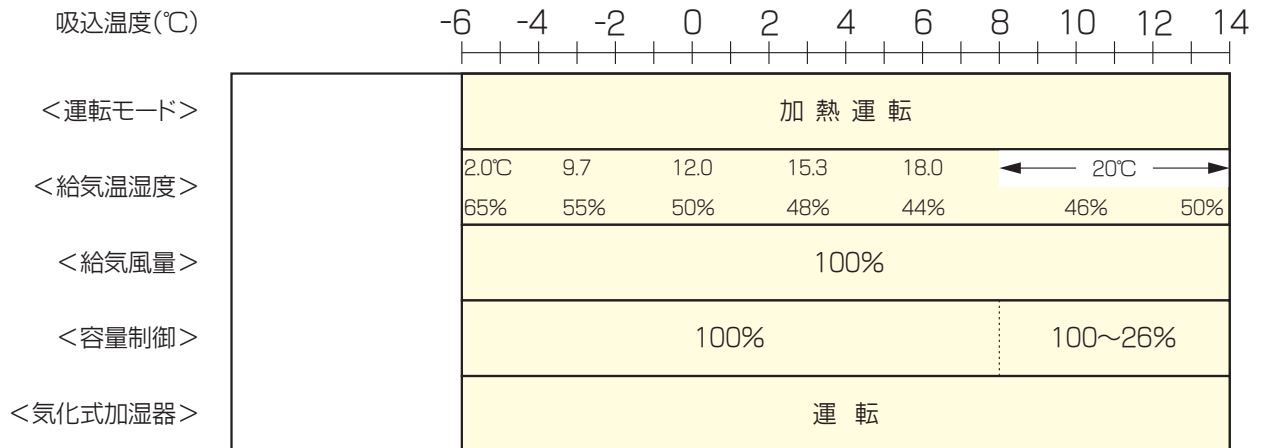 吸込温度(℃) -6 -4 -2 0 2 4 6 8 10 12 14
＜運転モード＞ 加熱運転
＜給気温湿度＞ 2.0℃ 9.7 12.0 15.3 18.0 20℃
65% 55% 50% 48% 44% 46% 50%
＜給気風量＞ 100%
＜容量制御＞ 100% 100～26%
＜気化式加湿器＞ 運転